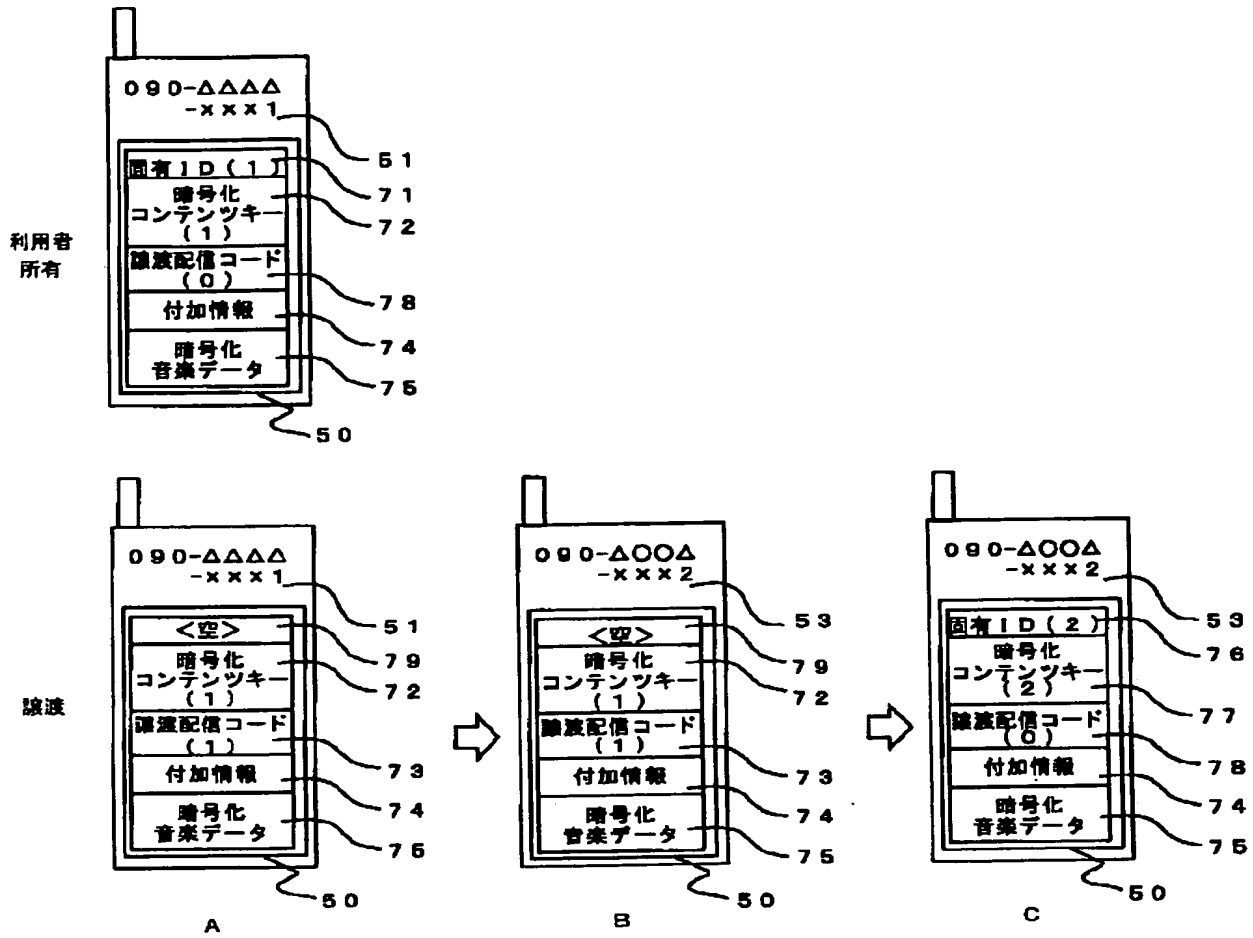 090-△△△△
-×××1
51
固有ID(1)
71
暗号化
コンテンツキー
(1)
72
利用者
所有
譲渡配信コード
(0)
78
付加情報
74
暗号化
音楽データ
75
50
090-△△△△
-×××1
51
<空>
79
暗号化
コンテンツキー
(1)
72
譲渡
譲渡配信コード
(1)
73
付加情報
74
暗号化
音楽データ
75
50
A
090-△○○△
-×××2
53
<空>
79
暗号化
コンテンツキー
(1)
72
譲渡配信コード
(1)
73
付加情報
74
暗号化
音楽データ
75
50
B
090-△○○△
-×××2
53
固有ID(2)
76
暗号化
コンテンツキー
(2)
77
譲渡配信コード
(0)
78
付加情報
74
暗号化
音楽データ
75
50
C